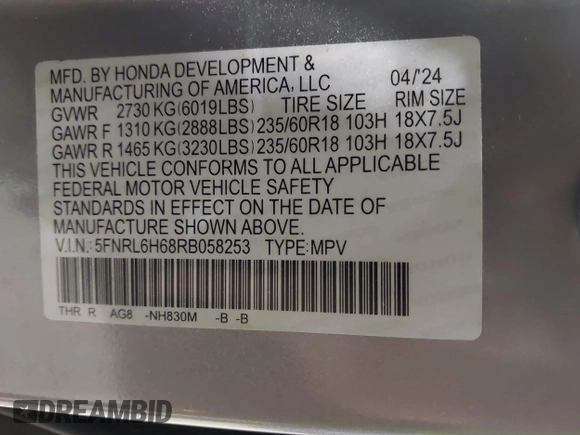 MFD. BY HONDA DEVELOPMENT &
MANUFACTURING OF AMERICA, LLC 04/'24
GVWR 2730 KG(6019LBS) TIRE SIZE RIM SIZE
GAWR F 1310 KG(2888LBS) 235/60R18 103H 18X7.5J
GAWR R 1465 KG(3230LBS) 235/60R18 103H 18X7.5J
THIS VEHICLE CONFORMS TO ALL APPLICABLE
FEDERAL MOTOR VEHICLE SAFETY
STANDARDS IN EFFECT ON THE DATE OF
MANUFACTURE SHOWN ABOVE.
V.I.N.: 5FNRL6H68RB058253 TYPE:MPV
THR R AG8 -NH830M -B -B
DREAMBID